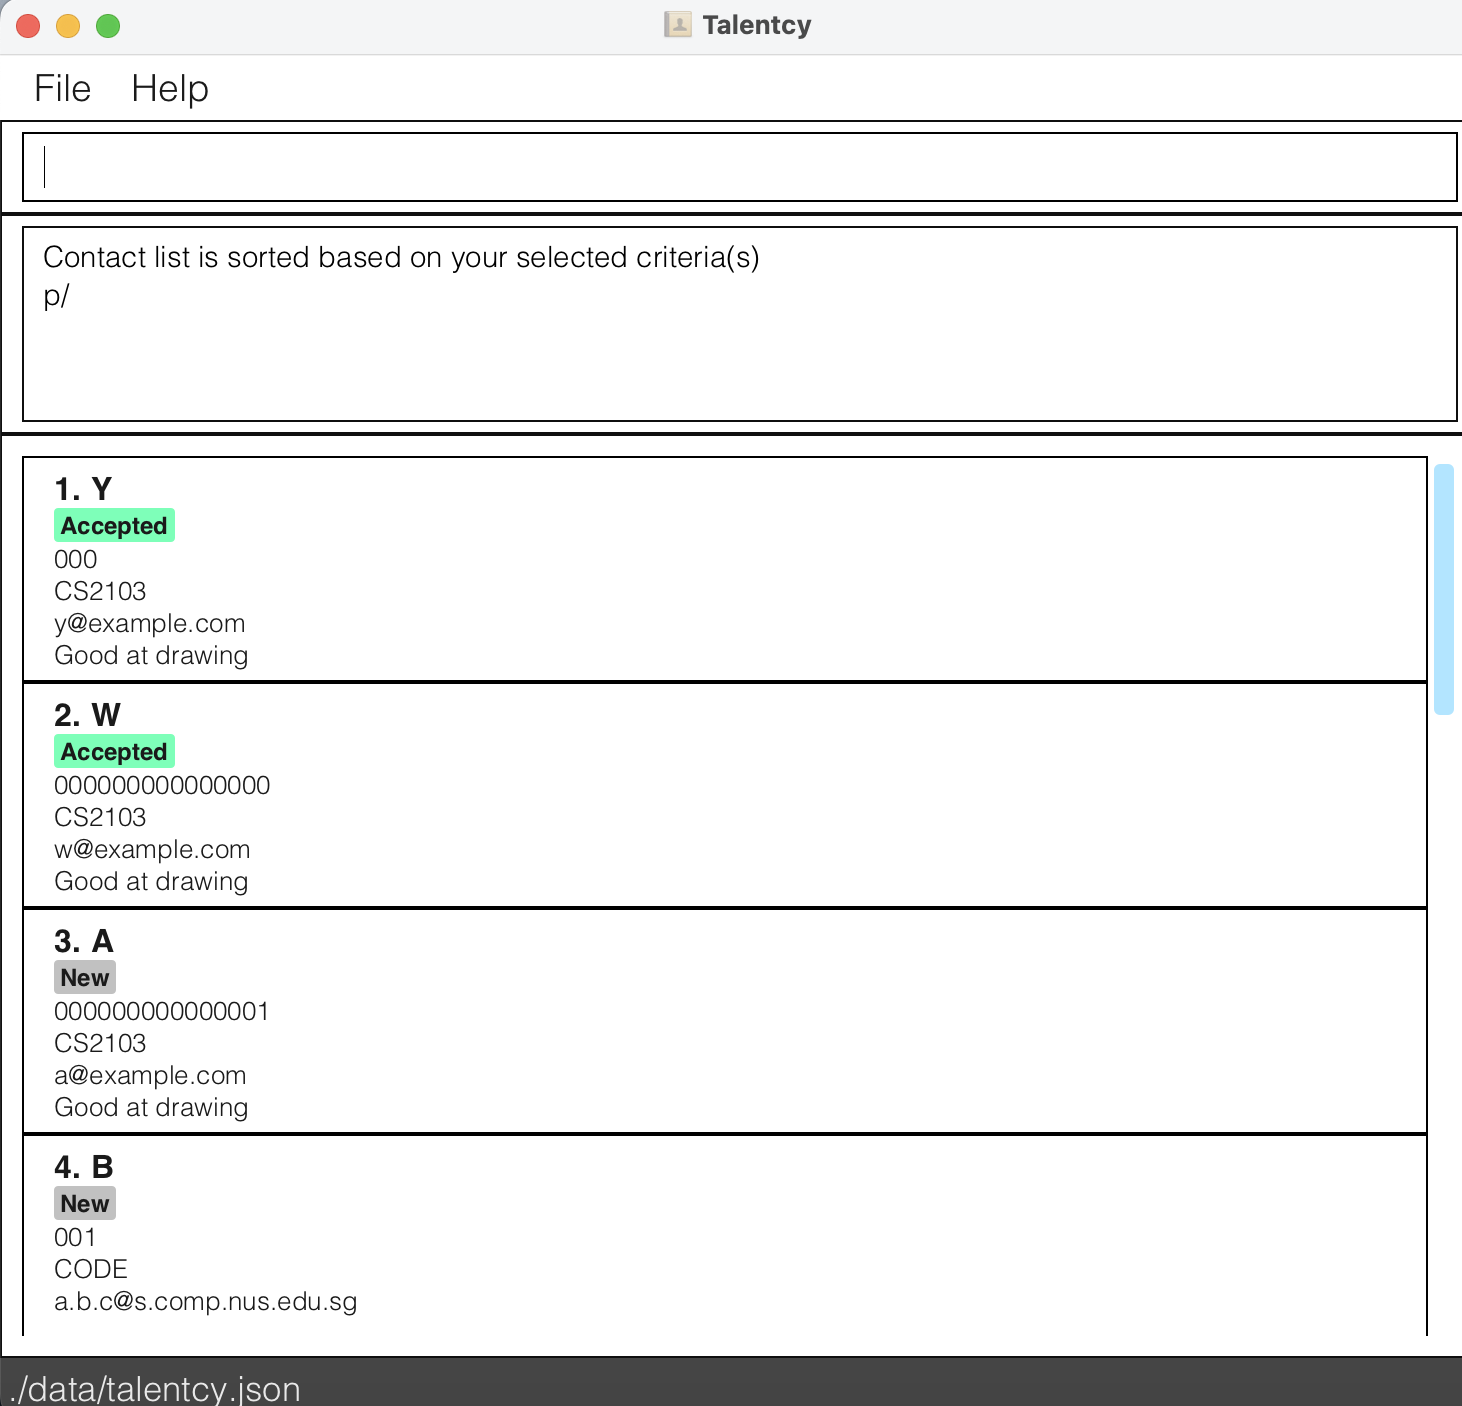 Talentcy
File Help
Contact list is sorted based on your selected criteria(s)
p/
1. Y
Accepted
000
CS2103
y@example.com
Good at drawing
2. W
Accepted
000000000000000
CS2103
w@example.com
Good at drawing
3. A
New
000000000000001
CS2103
a@example.com
Good at drawing
4. B
New
001
CODE
a.b.c@s.comp.nus.edu.sg
./data/talentcy.json